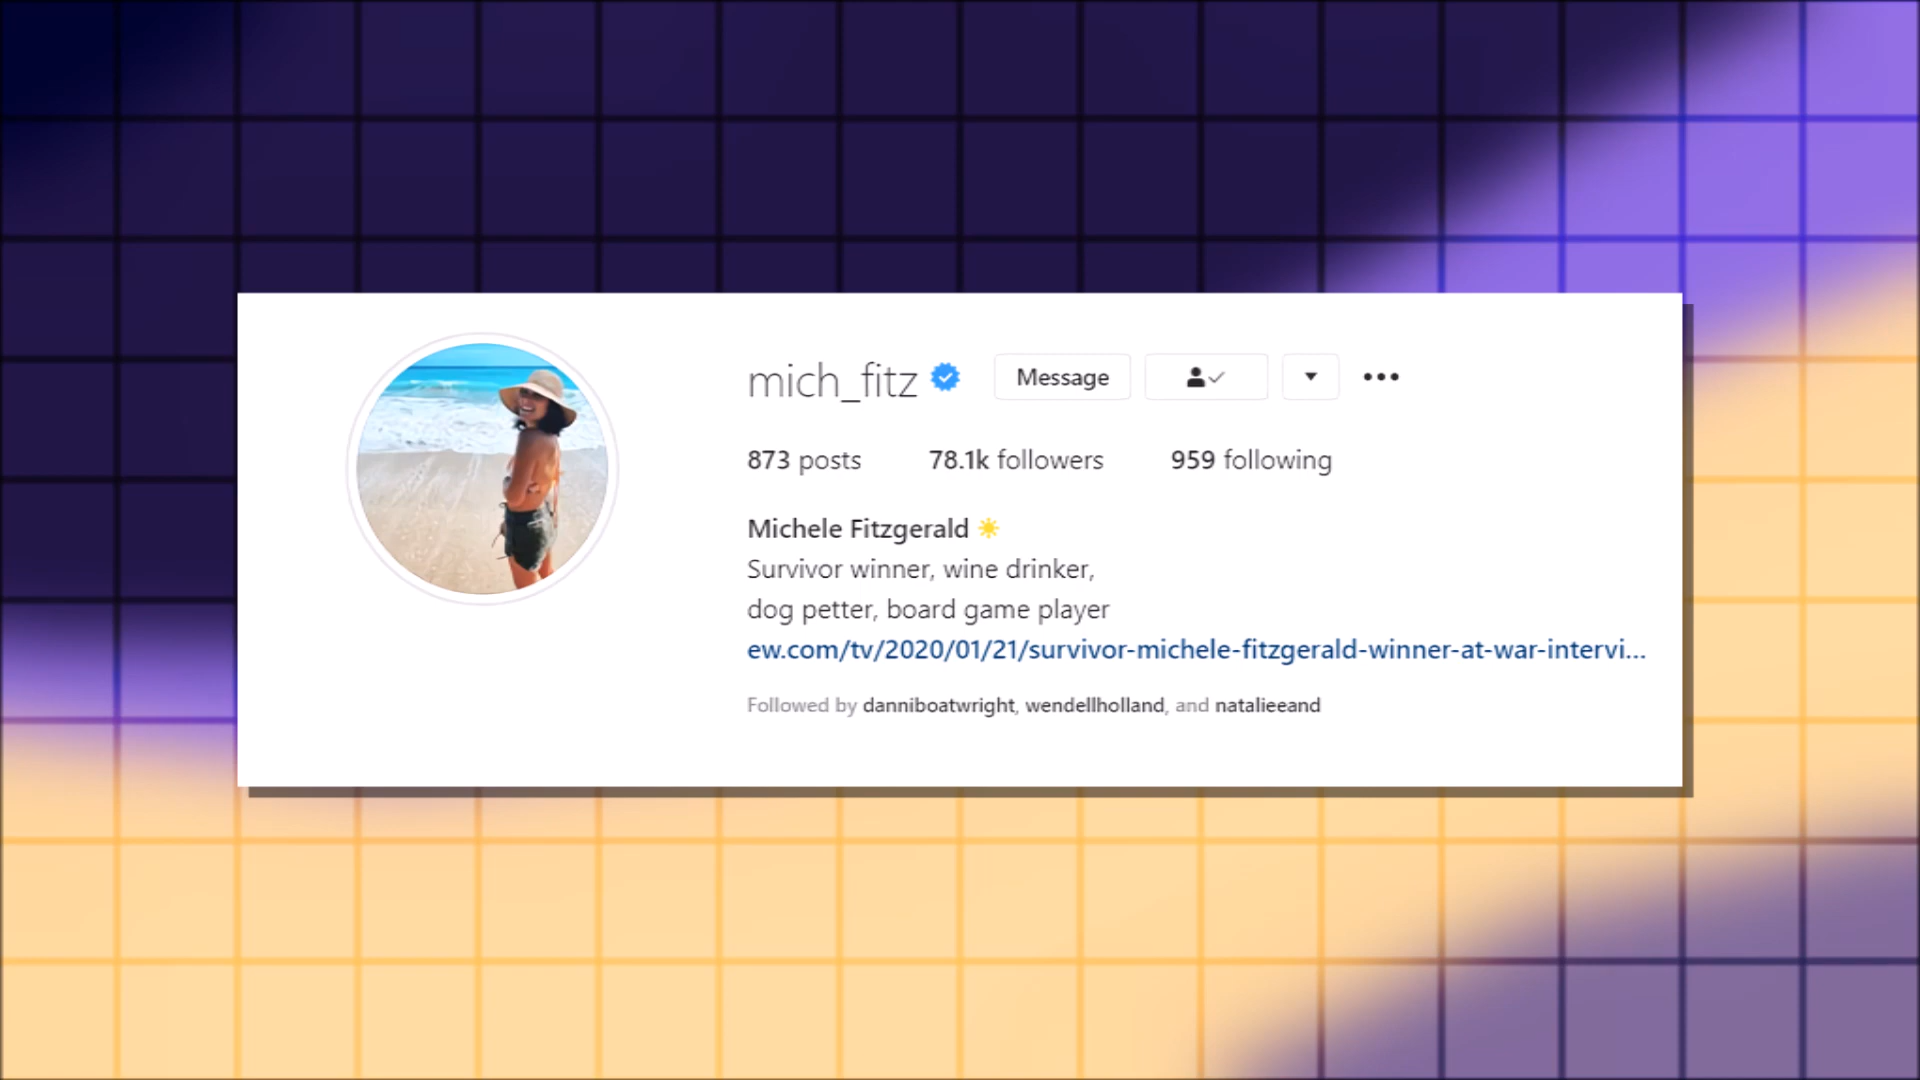 mich_fitz Message
873 posts 78.1k followers 959 following
Michele Fitzgerald
Survivor winner, wine drinker,
dog petter, board game player
ew.com/tv/2020/01/21/survivor-michele-fitzgerald-winner-at-war-intervi...
Followed by danniboatwright, wendellholland, and natalieeand